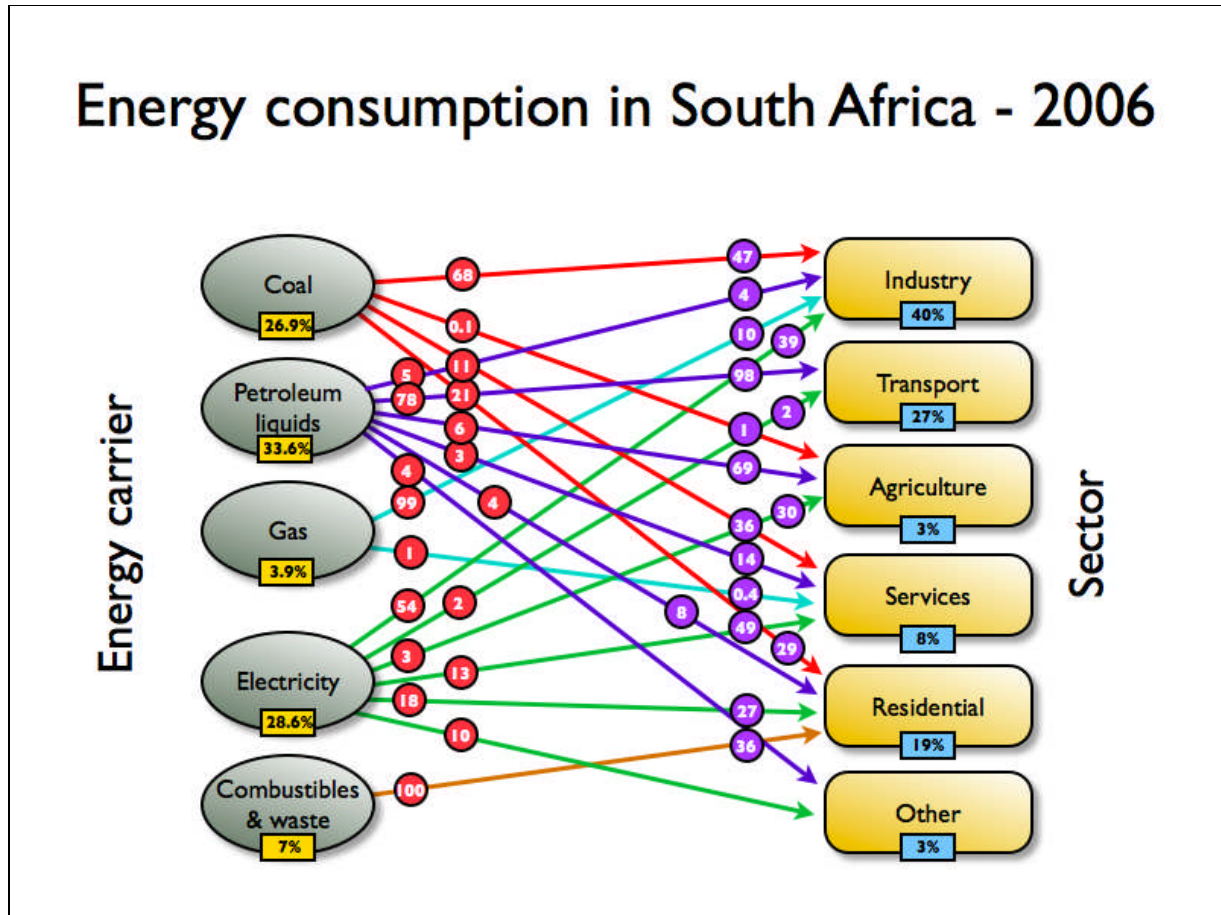 Energy consumption in South Africa - 2006
Energy carrier
Coal
26.9%
Petroleum
liquids
33.6%
Gas
3.9%
Electricity
28.6%
Combustibles
& waste
7%
68
0.1
11
5
78
21
6
3
4
99
4
1
54
2
3
13
18
10
100
47
4
10
39
98
2
1
69
30
36
14
0.4
8
49
29
27
36
Industry
40%
Transport
27%
Agriculture
3%
Services
8%
Residential
19%
Other
3%
Sector